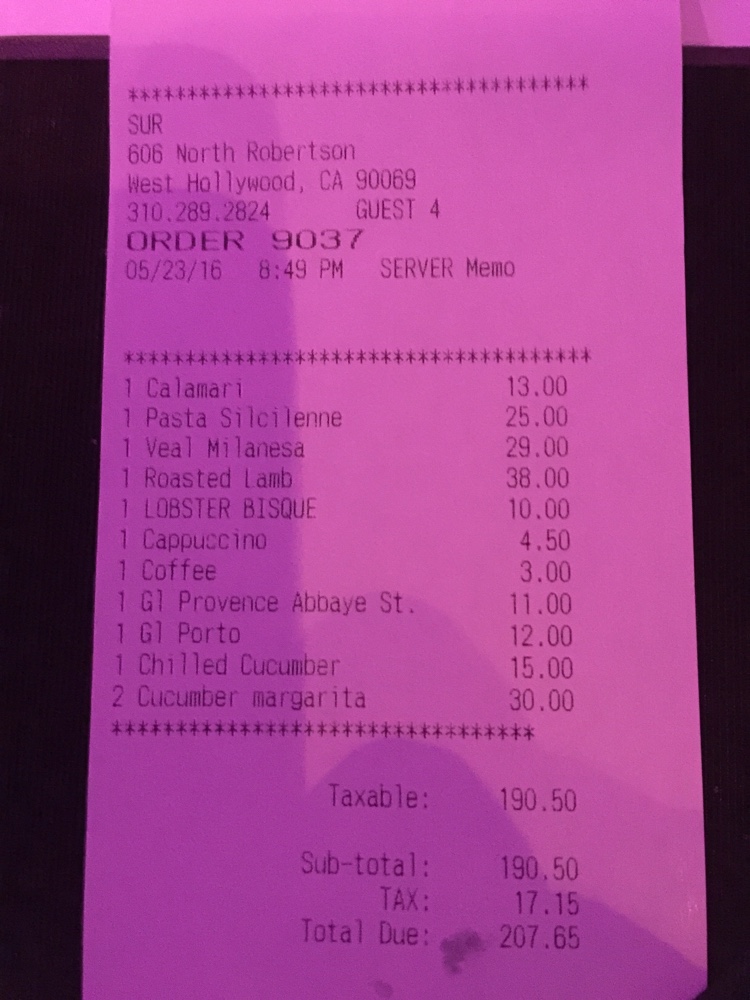 **************************************
SUR
606 North Robertson
West Hollywood, CA 90069
310.289.2824 GUEST 4
ORDER 9037
05/23/16 8:49 PM SERVER Memo
**************************************
1 Calamari 13.00
1 Pasta Silcilenne 25.00
1 Veal Milanesa 29.00
1 Roasted Lamb 38.00
1 LOBSTER BISQUE 10.00
1 Cappuccino 4.50
1 Coffee 3.00
1 Gl Provence Abbaye St. 11.00
1 Gl Porto 12.00
1 Chilled Cucumber 15.00
2 Cucumber margarita 30.00
**********************************
Taxable: 190.50
Sub-total: 190.50
TAX: 17.15
Total Due: 207.65